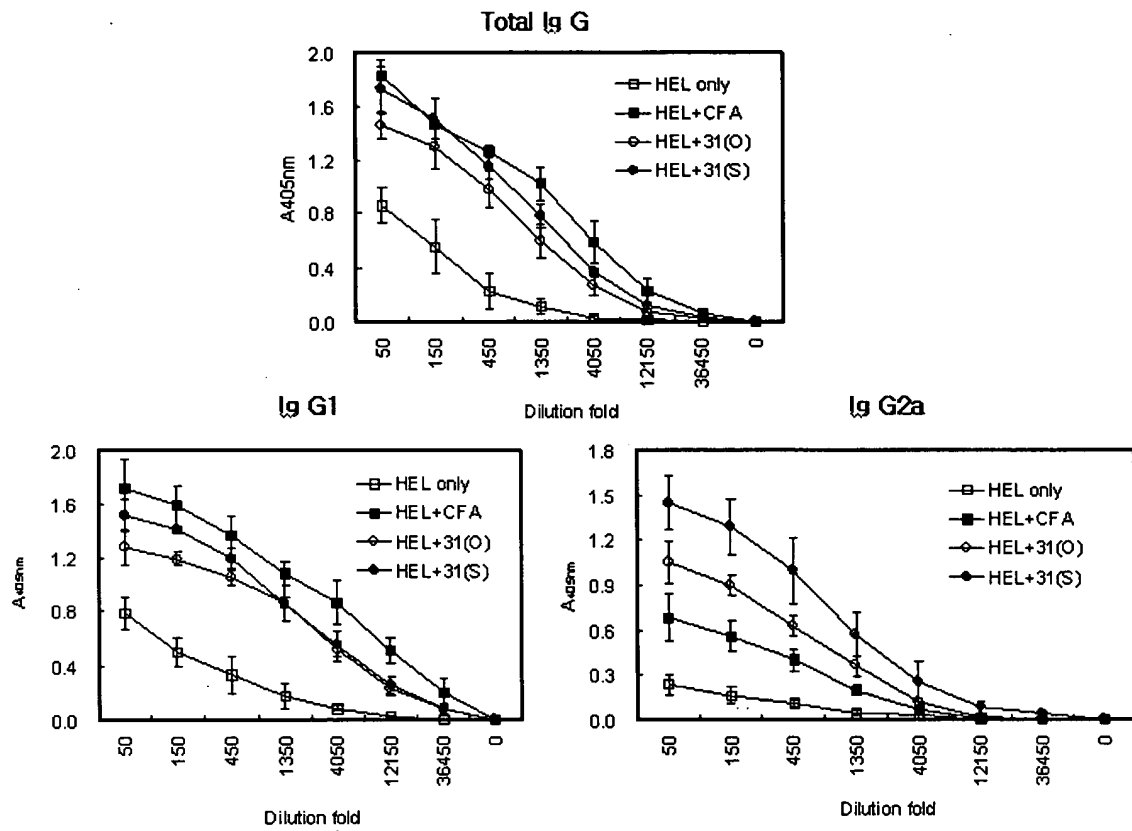 Total Ig G
2.0
1.6
1.2
0.8
0.4
0.0
A405nm
HEL only
HEL+CFA
HEL+31(O)
HEL+31(S)
50
150
450
1350
4050
12150
36450
0
Dilution fold
Ig G1
2.0
1.6
1.2
0.8
0.4
0.0
A405nm
HEL only
HEL+CFA
HEL+31(O)
HEL+31(S)
50
150
450
1350
4050
12150
36450
0
Dilution fold
Ig G2a
1.8
1.5
1.2
0.9
0.6
0.3
0.0
A405nm
HEL only
HEL+CFA
HEL+31(O)
HEL+31(S)
50
150
450
1350
4050
12150
36450
0
Dilution fold